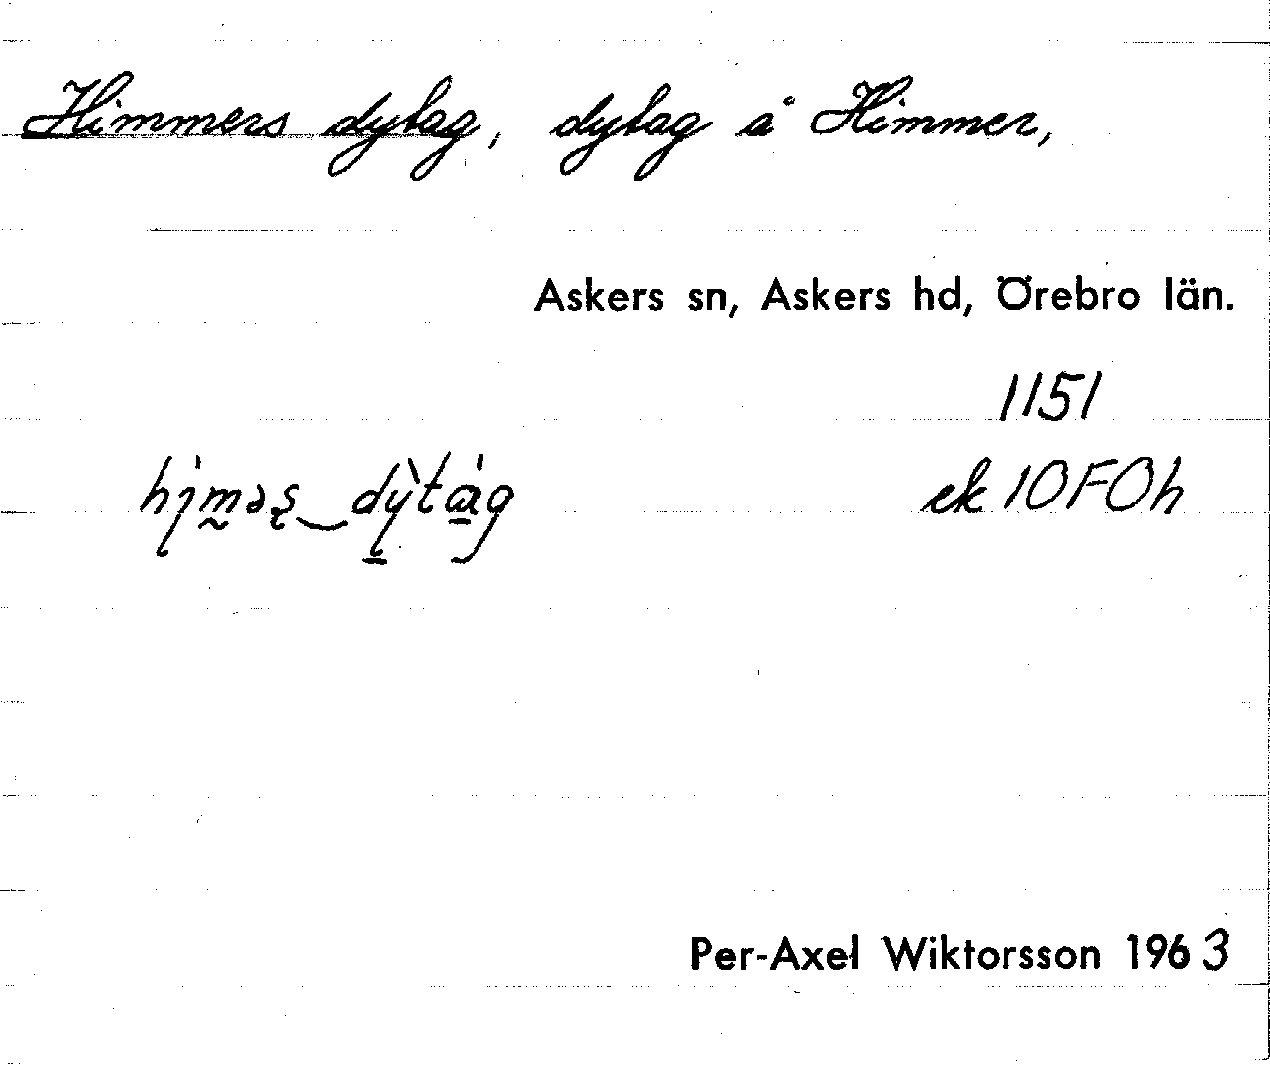 Himmers dytag, dytag å Himmer,
Askers sn, Askers hd, Örebro län.
1151
ek 10F0h
Per-Axel Wiktorsson 1963